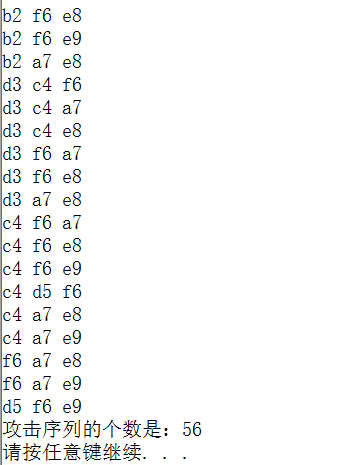 b2 f6 e8
b2 f6 e9
b2 a7 e8
d3 c4 f6
d3 c4 a7
d3 c4 e8
d3 f6 a7
d3 f6 e8
d3 a7 e8
c4 f6 a7
c4 f6 e8
c4 f6 e9
c4 d5 f6
c4 a7 e8
c4 a7 e9
f6 a7 e8
f6 a7 e9
d5 f6 e9
攻击序列的个数是：56
请按任意键继续. . .